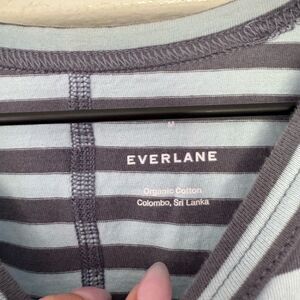 EVERLANE
Organic Cotton
Colombo, Sri Lanka